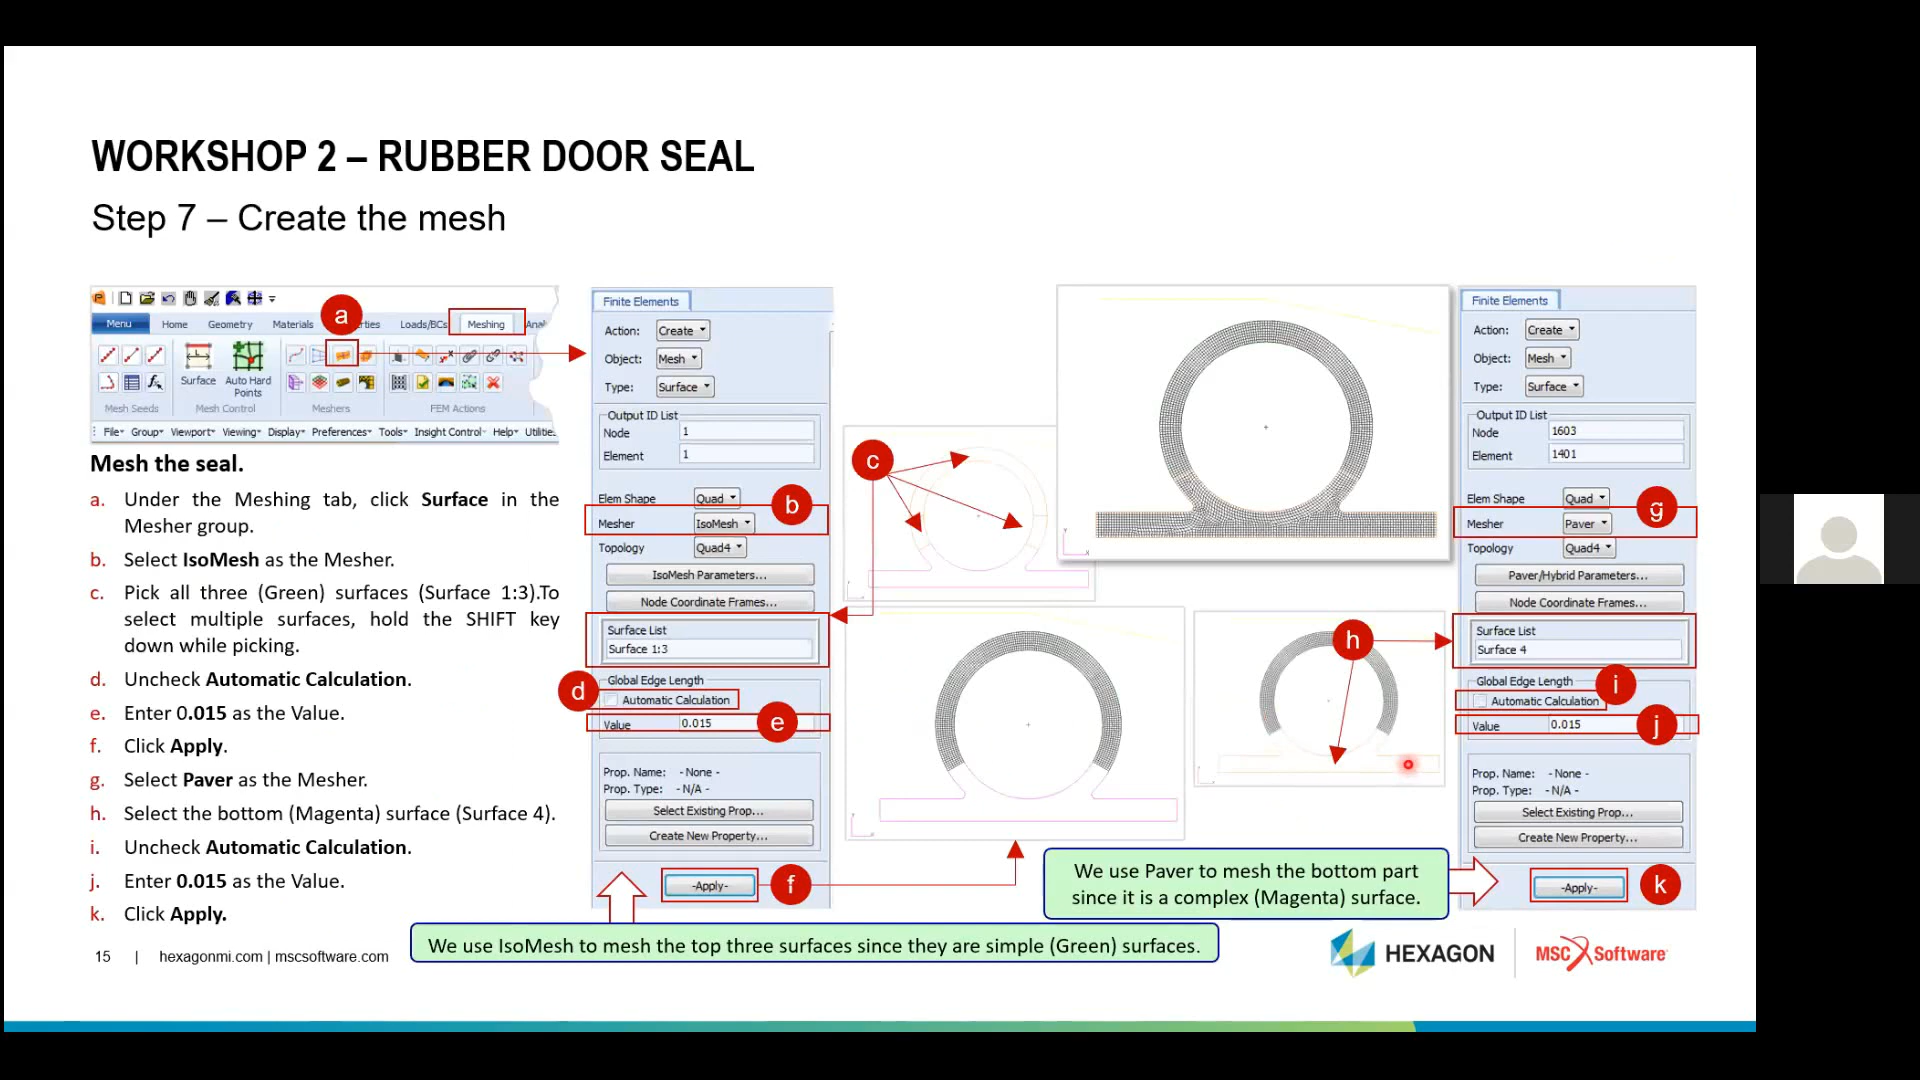 WORKSHOP 2 – RUBBER DOOR SEAL
Step 7 – Create the mesh
Menu Home Geometry Materials Loads/BCs Meshing
a
Surface Auto Hard Points
Mesh Seeds Mesh Control Meshers FEM Actions
File Group Viewport Viewing Display Preferences Tools Insight Control Help
Mesh the seal.
a. Under the Meshing tab, click Surface in the
Mesher group.
b. Select IsoMesh as the Mesher.
c. Pick all three (Green) surfaces (Surface 1:3).To
select multiple surfaces, hold the SHIFT key
down while picking.
d. Uncheck Automatic Calculation.
e. Enter 0.015 as the Value.
f. Click Apply.
g. Select Paver as the Mesher.
h. Select the bottom (Magenta) surface (Surface 4).
i. Uncheck Automatic Calculation.
j. Enter 0.015 as the Value.
k. Click Apply.
Finite Elements
Action: Create
Object: Mesh
Type: Surface
Output ID List
Node 1
Element 1
Elem Shape Quad
Mesher IsoMesh
b
Topology Quad4
IsoMesh Parameters...
Node Coordinate Frames...
Surface List
Surface 1:3
Global Edge Length
d
Automatic Calculation
Value 0.015
e
Prop. Name: - None -
Prop. Type: - N/A -
Select Existing Prop...
Create New Property...
-Apply-
f
c
h
Finite Elements
Action: Create
Object: Mesh
Type: Surface
Output ID List
Node 1603
Element 1401
Elem Shape Quad
Mesher Paver
g
Topology Quad4
Paver/Hybrid Parameters...
Node Coordinate Frames...
Surface List
Surface 4
Global Edge Length
i
Automatic Calculation
Value 0.015
j
Prop. Name: - None -
Prop. Type: - N/A -
Select Existing Prop...
Create New Property...
-Apply-
k
We use Paver to mesh the bottom part
since it is a complex (Magenta) surface.
We use IsoMesh to mesh the top three surfaces since they are simple (Green) surfaces.
15 | hexagonmi.com | mscsoftware.com
HEXAGON
MSC Software